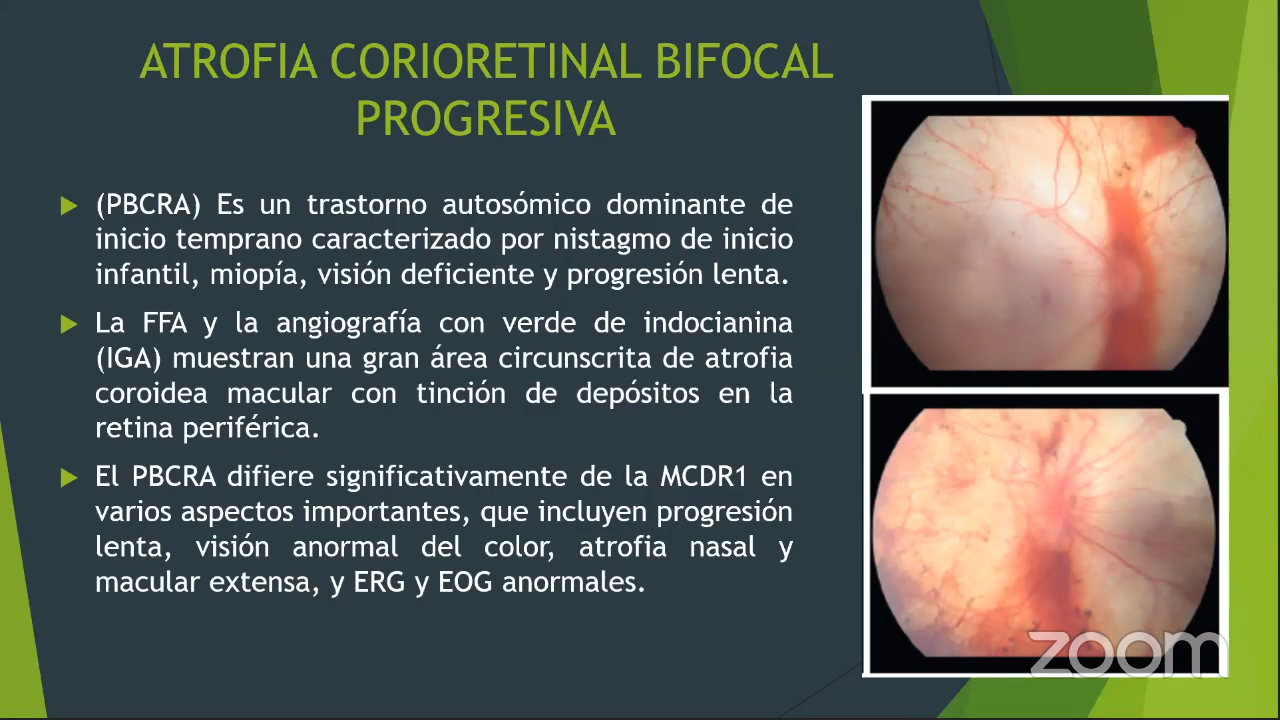 ATROFIA CORIORETINAL BIFOCAL
PROGRESIVA
(PBCRA) Es un trastorno autosómico dominante de
inicio temprano caracterizado por nistagmo de inicio
infantil, miopía, visión deficiente y progresión lenta.
La FFA y la angiografía con verde de indocianina
(IGA) muestran una gran área circunscrita de atrofia
coroidea macular con tinción de depósitos en la
retina periférica.
El PBCRA difiere significativamente de la MCDR1 en
varios aspectos importantes, que incluyen progresión
lenta, visión anormal del color, atrofia nasal y
macular extensa, y ERG y EOG anormales.
zoom